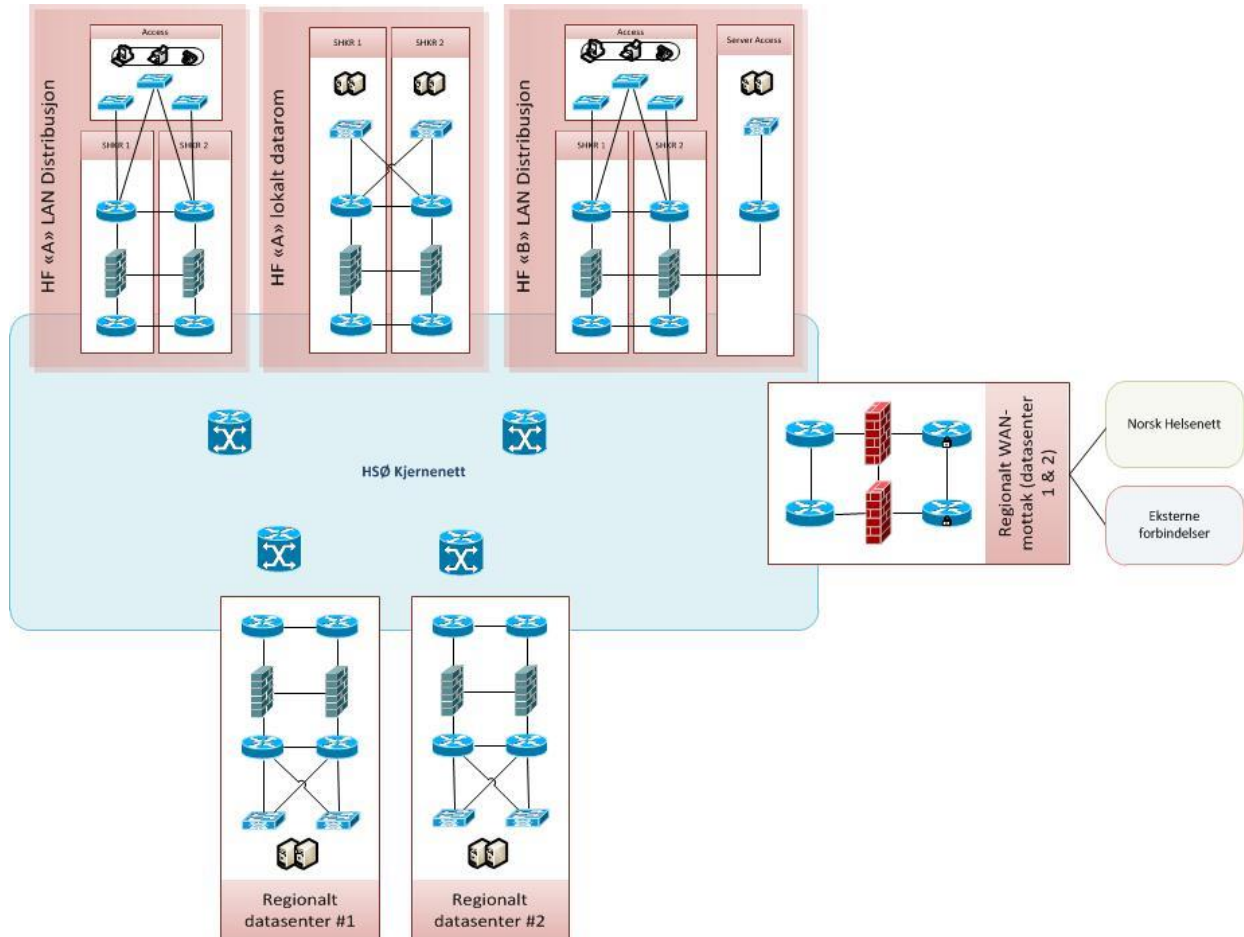 HF «A» LAN Distribusjon
Access
SHKR 1
SHKR 2
HF «A» lokalt datarom
SHKR 1
SHKR 2
HF «B» LAN Distribusjon
Access
SHKR 1
SHKR 2
Server Access
HSØ Kjernenett
Regionalt WAN-
mottak (datasenter
1 & 2)
Norsk Helsenett
Eksterne
forbindelser
Regionalt
datasenter #1
Regionalt
datasenter #2